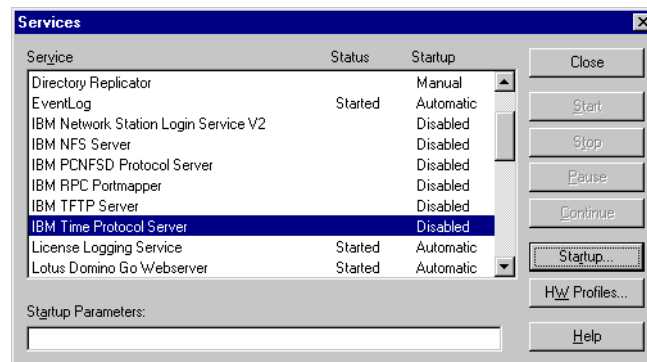 Services
Service Status Startup
Directory Replicator Manual
EventLog Started Automatic
IBM Network Station Login Service V2 Disabled
IBM NFS Server Disabled
IBM PCNFSD Protocol Server Disabled
IBM RPC Portmapper Disabled
IBM TFTP Server Disabled
IBM Time Protocol Server Disabled
License Logging Service Started Automatic
Lotus Domino Go Webserver Started Automatic
Startup Parameters:
Close
Start
Stop
Pause
Continue
Startup...
HW Profiles...
Help